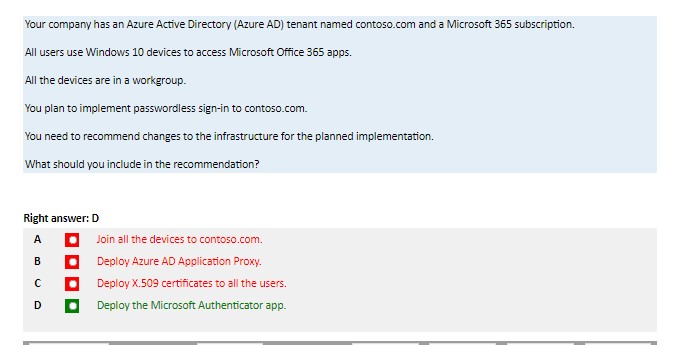 Your company has an Azure Active Directory (Azure AD) tenant named contoso.com and a Microsoft 365 subscription.
All users use Windows 10 devices to access Microsoft Office 365 apps.
All the devices are in a workgroup.
You plan to implement passwordless sign-in to contoso.com.
You need to recommend changes to the infrastructure for the planned implementation.
What should you include in the recommendation?
Right answer: D
A Join all the devices to contoso.com.
B Deploy Azure AD Application Proxy.
C Deploy X.509 certificates to all the users.
D Deploy the Microsoft Authenticator app.